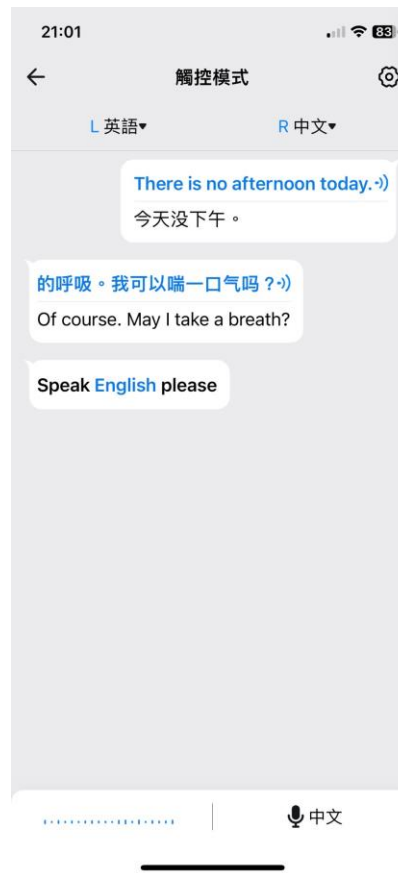 21:01
83
觸控模式
L 英語▾
R 中文▾
There is no afternoon today.
今天没下午。
的呼吸。我可以喘一口气吗？
Of course. May I take a breath?
Speak English please
中文